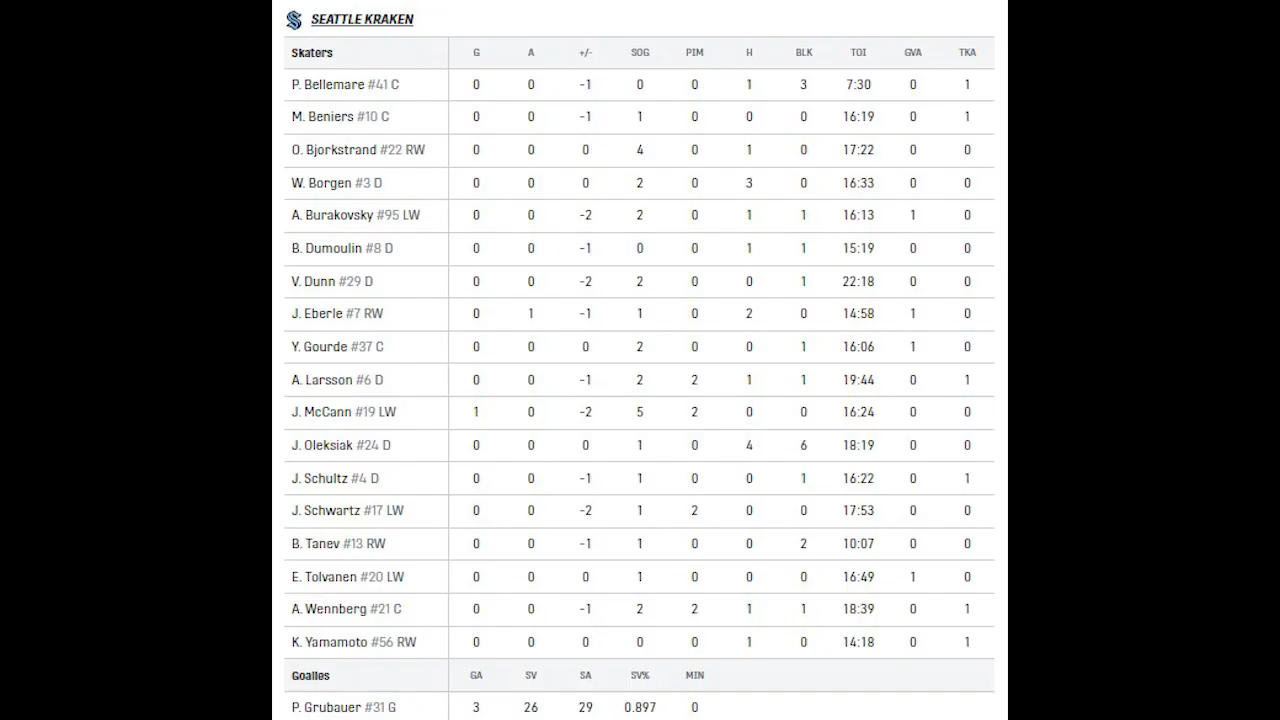 SEATTLE KRAKEN
Skaters G A +/- SOG PIM H BLK TOI GVA TKA
P. Bellemare #41 C 0 0 -1 0 0 1 3 7:30 0 1
M. Beniers #10 C 0 0 -1 1 0 0 0 16:19 0 1
O. Bjorkstrand #22 RW 0 0 0 4 0 1 0 17:22 0 0
W. Borgen #3 D 0 0 0 2 0 3 0 16:33 0 0
A. Burakovsky #95 LW 0 0 -2 2 0 1 1 16:13 1 0
B. Dumoulin #8 D 0 0 -1 0 0 1 1 15:19 0 0
V. Dunn #29 D 0 0 -2 2 0 0 1 22:18 0 0
J. Eberle #7 RW 0 1 -1 1 0 2 0 14:58 1 0
Y. Gourde #37 C 0 0 0 2 0 0 1 16:06 1 0
A. Larsson #6 D 0 0 -1 2 2 1 1 19:44 0 1
J. McCann #19 LW 1 0 -2 5 2 0 0 16:24 0 0
J. Oleksiak #24 D 0 0 0 1 0 4 6 18:19 0 0
J. Schultz #4 D 0 0 -1 1 0 0 1 16:22 0 1
J. Schwartz #17 LW 0 0 -2 1 2 0 0 17:53 0 0
B. Tanev #13 RW 0 0 -1 1 0 0 2 10:07 0 0
E. Tolvanen #20 LW 0 0 0 1 0 0 0 16:49 1 0
A. Wennberg #21 C 0 0 -1 2 2 1 1 18:39 0 1
K. Yamamoto #56 RW 0 0 0 0 0 1 0 14:18 0 1
Goalies GA SV SA SV% MIN
P. Grubauer #31 G 3 26 29 0.897 0